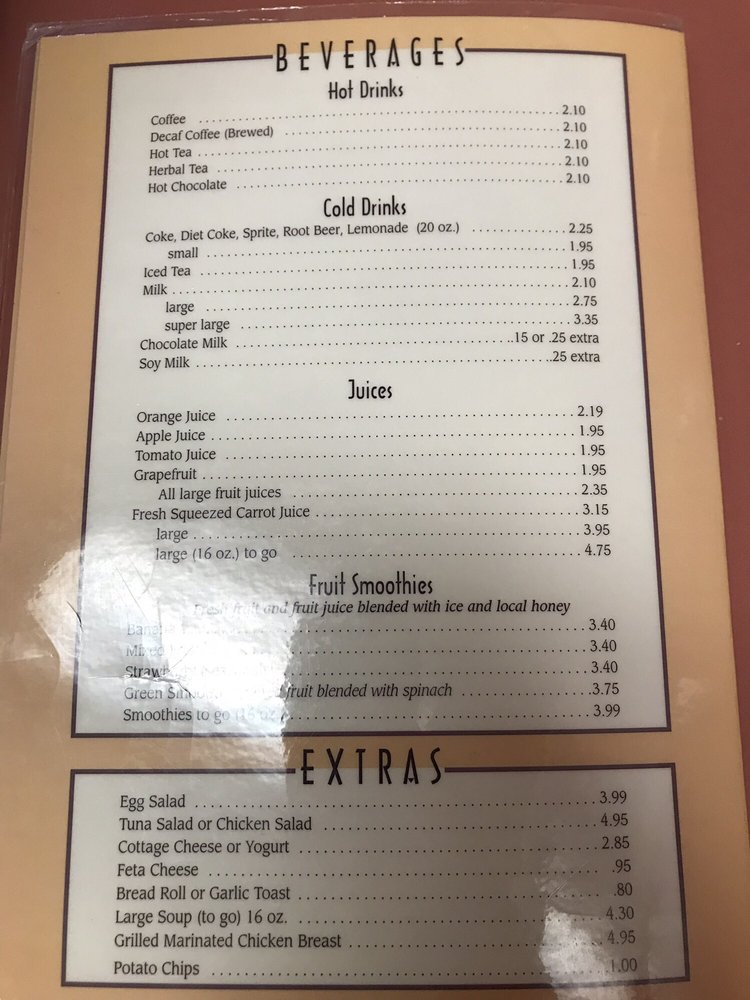 BEVERAGES
Hot Drinks
Coffee 2.10
Decaf Coffee (Brewed) 2.10
Hot Tea 2.10
Herbal Tea 2.10
Hot Chocolate 2.10
Cold Drinks
Coke, Diet Coke, Sprite, Root Beer, Lemonade (20 oz.) 2.25
small 1.95
Iced Tea 1.95
Milk 2.10
large 2.75
super large 3.35
Chocolate Milk .15 or .25 extra
Soy Milk .25 extra
Juices
Orange Juice 2.19
Apple Juice 1.95
Tomato Juice 1.95
Grapefruit 1.95
All large fruit juices 2.35
Fresh Squeezed Carrot Juice 3.15
large 3.95
large (16 oz.) to go 4.75
Fruit Smoothies
Fresh fruit and fruit juice blended with ice and local honey
3.40
Mixed 3.40
3.40
Green fruit blended with spinach 3.75
Smoothies to go (16 oz.) 3.99
EXTRAS
Egg Salad 3.99
Tuna Salad or Chicken Salad 4.95
Cottage Cheese or Yogurt 2.85
Feta Cheese .95
Bread Roll or Garlic Toast .80
Large Soup (to go) 16 oz. 4.30
Grilled Marinated Chicken Breast 4.95
Potato Chips 1.00